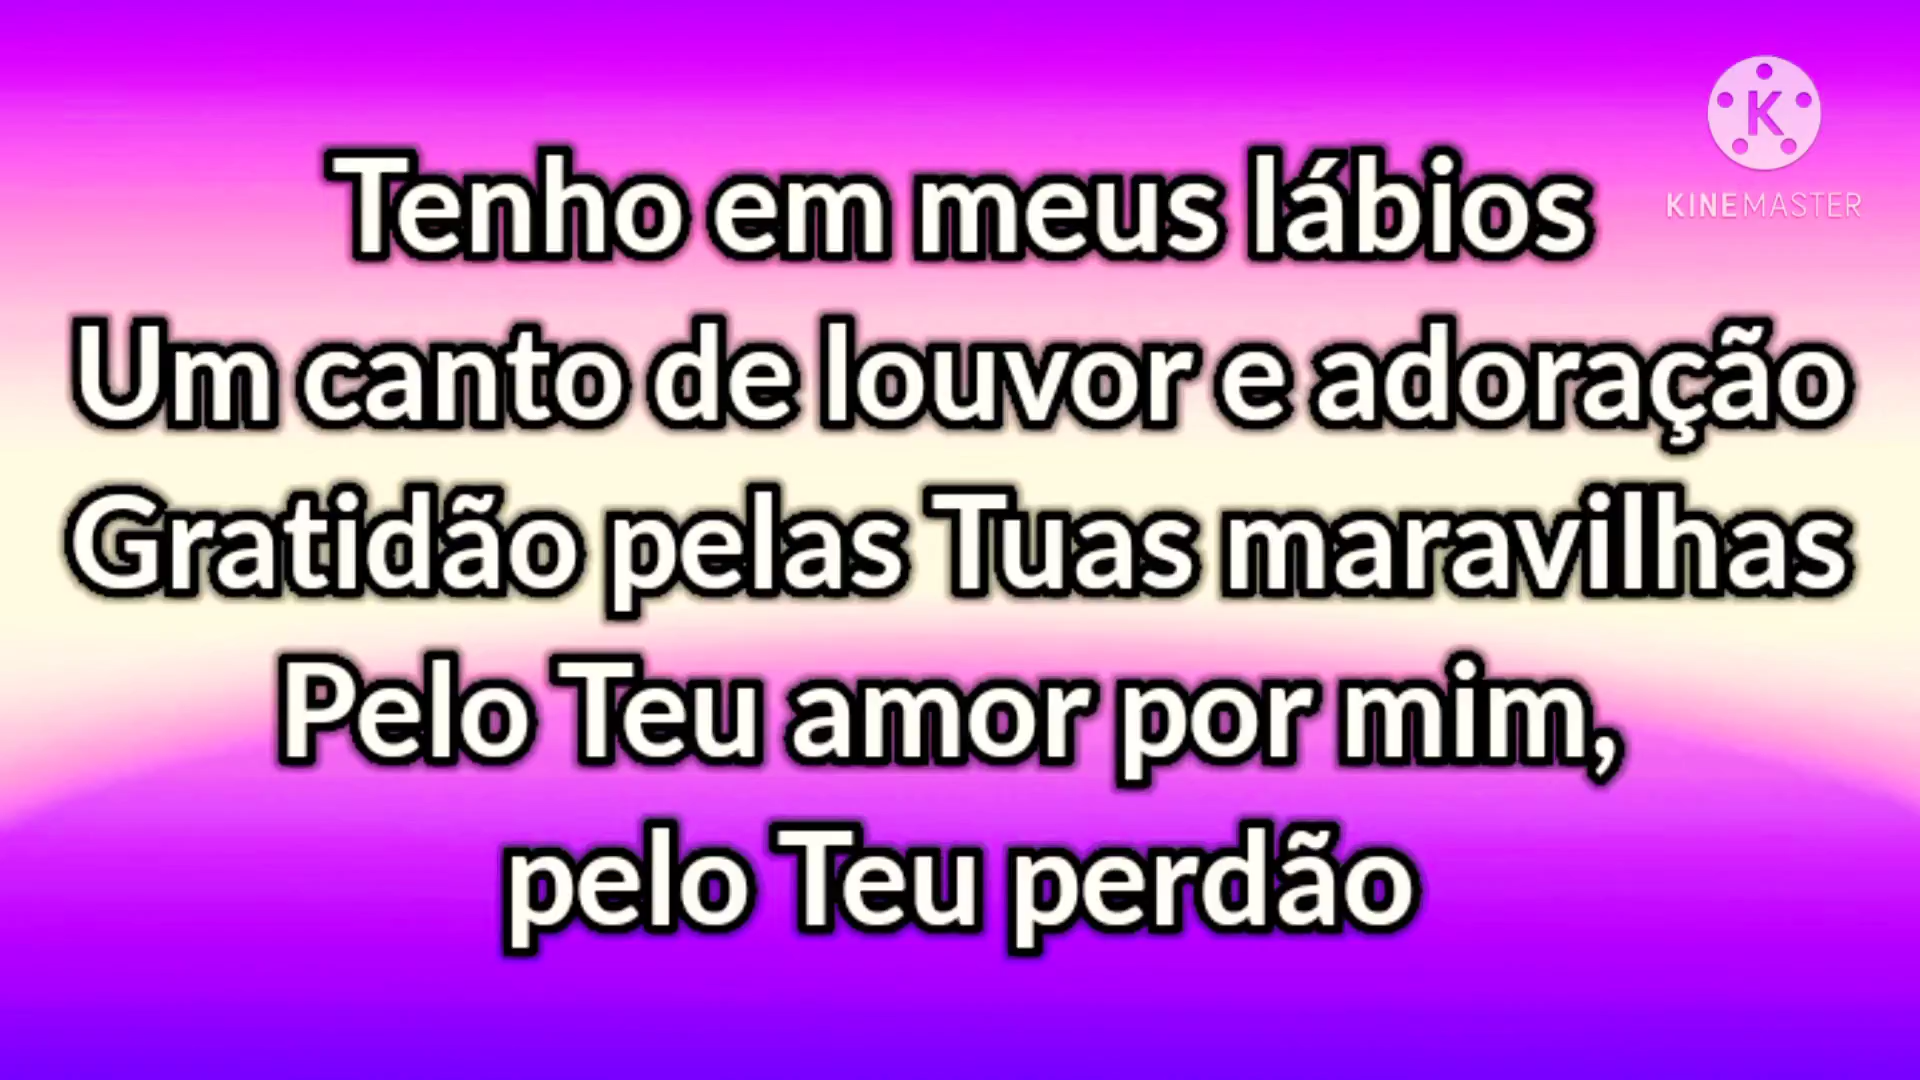 Tenho em meus lábios
Um canto de louvor e adoração
Gratidão pelas Tuas maravilhas
Pelo Teu amor por mim,
pelo Teu perdão
K
KINEMASTER